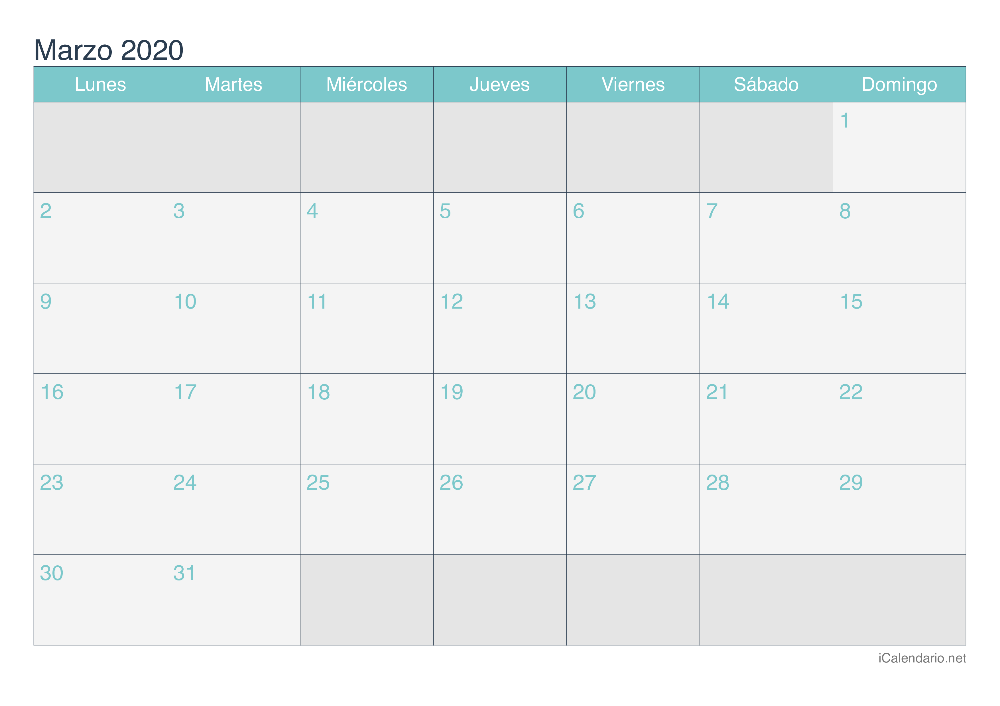 Marzo 2020
Lunes Martes Miércoles Jueves Viernes Sábado Domingo
1
2 3 4 5 6 7 8
9 10 11 12 13 14 15
16 17 18 19 20 21 22
23 24 25 26 27 28 29
30 31
iCalendario.net